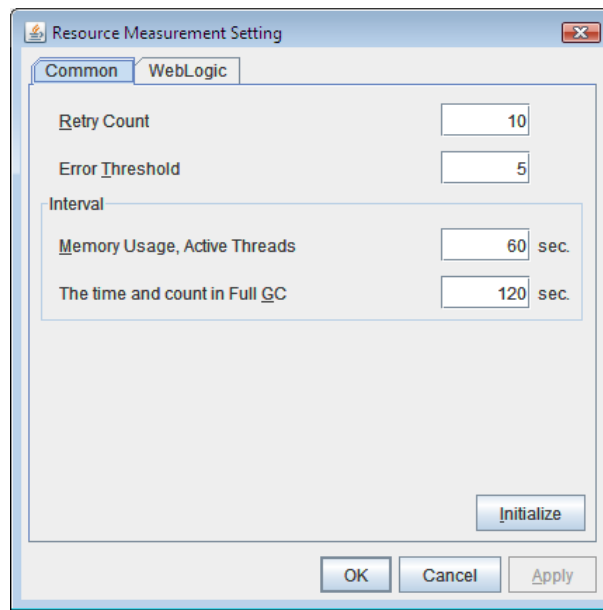 Resource Measurement Setting
Common WebLogic
Retry Count 10
Error Threshold 5
Interval
Memory Usage, Active Threads 60 sec.
The time and count in Full GC 120 sec.
Initialize
OK Cancel Apply